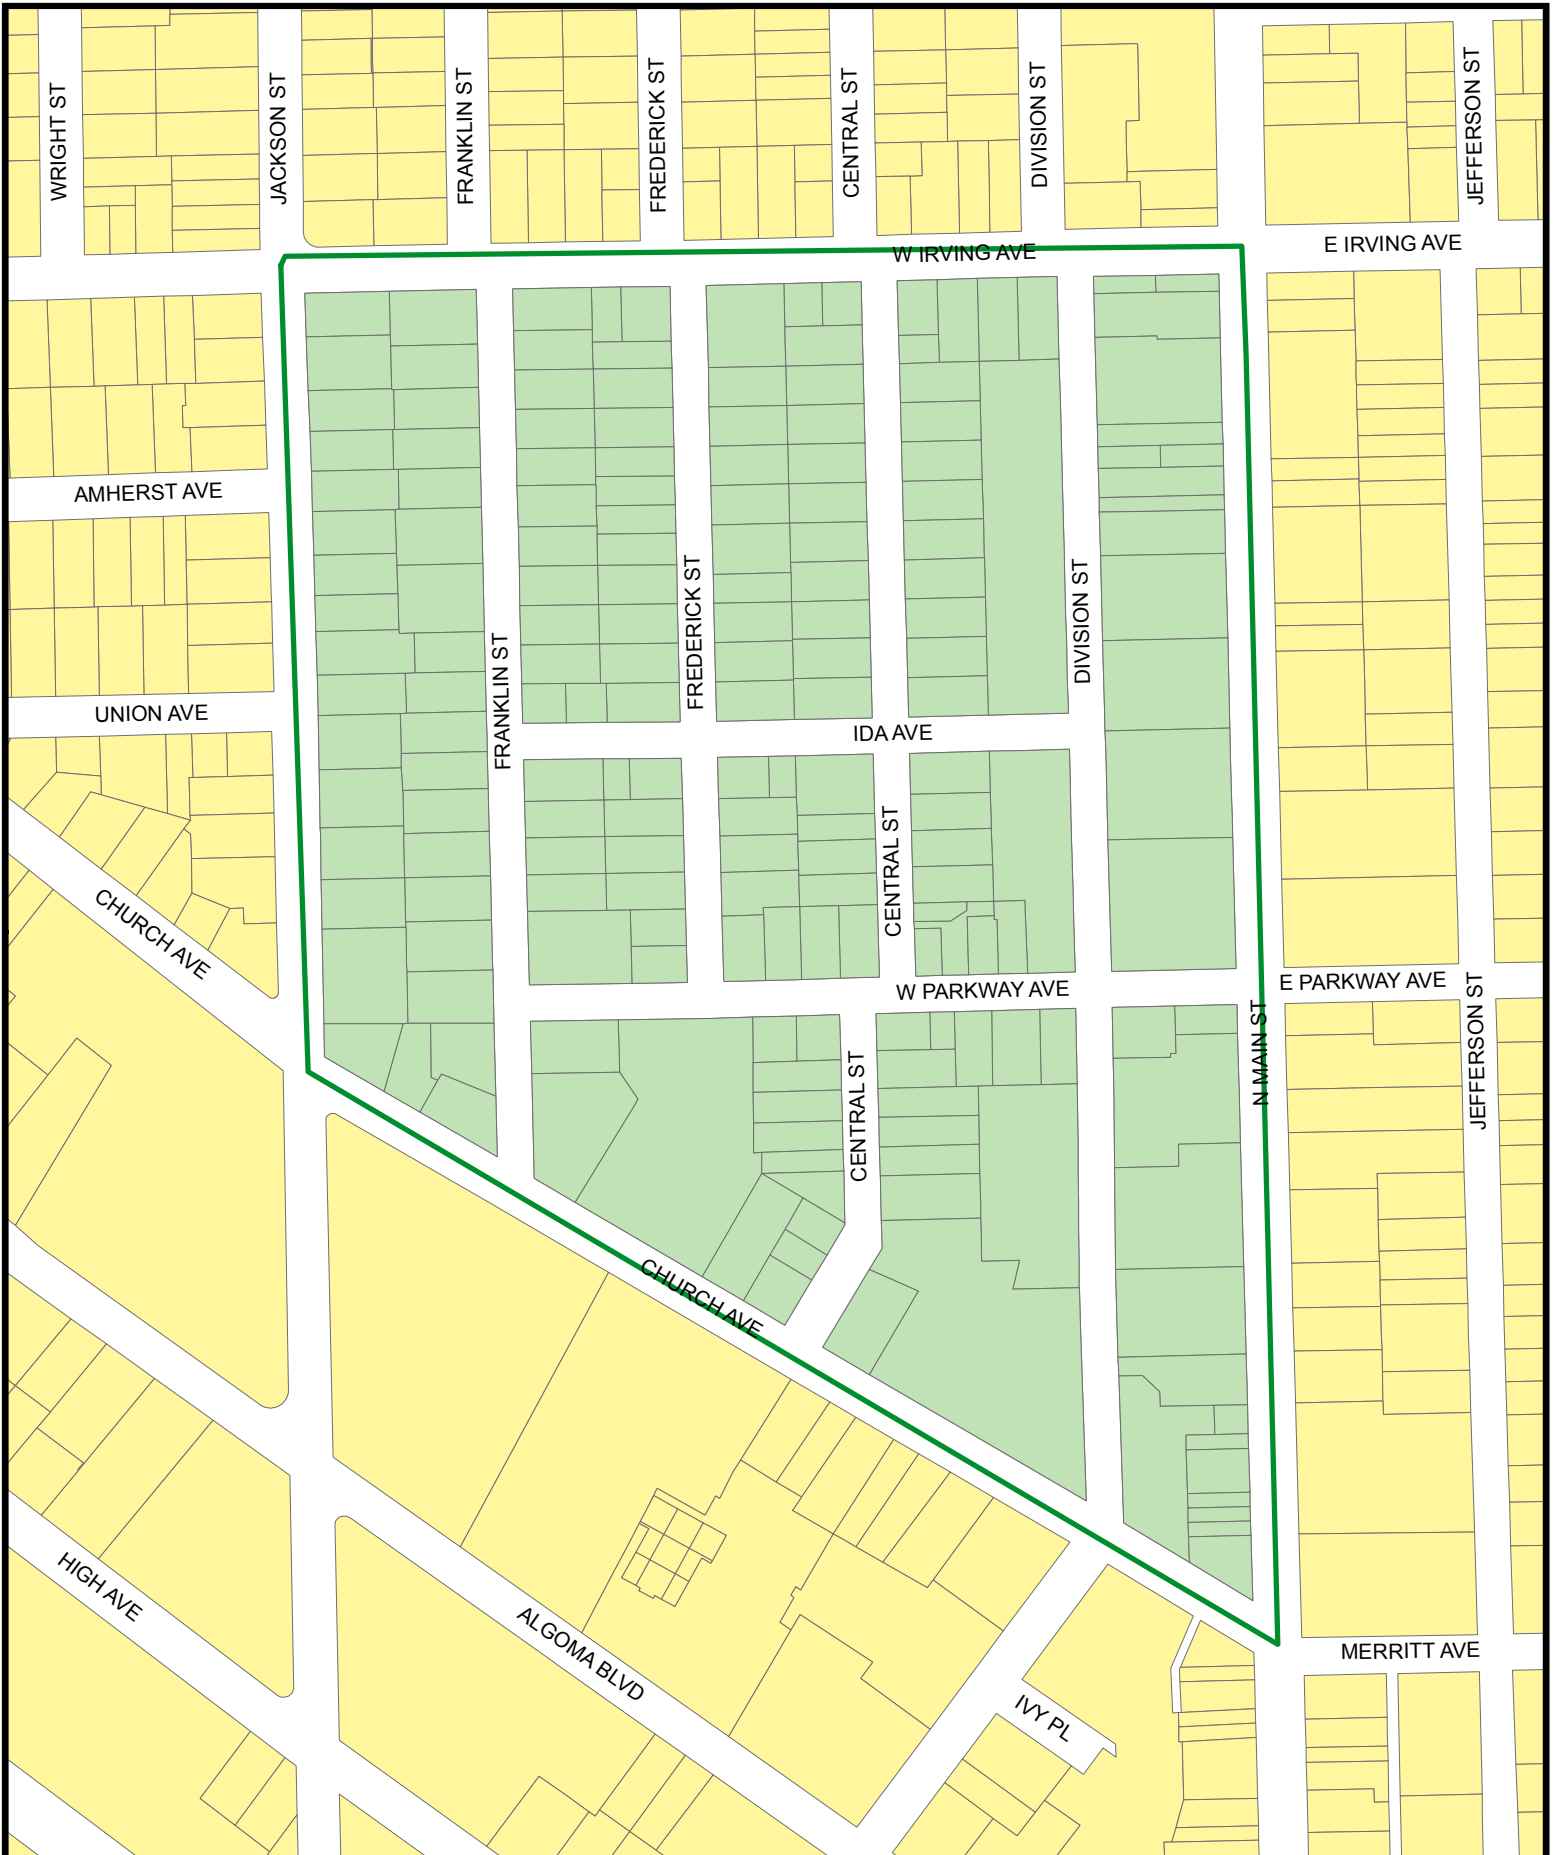 WRIGHT ST
JACKSON ST
FRANKLIN ST
FREDERICK ST
CENTRAL ST
DIVISION ST
JEFFERSON ST
W IRVING AVE
E IRVING AVE
AMHERST AVE
UNION AVE
FRANKLIN ST
FREDERICK ST
DIVISION ST
IDA AVE
CENTRAL ST
CHURCH AVE
W PARKWAY AVE
E PARKWAY AVE
N MAIN ST
JEFFERSON ST
CENTRAL ST
CHURCH AVE
HIGH AVE
ALGOMA BLVD
IVY PL
MERRITT AVE